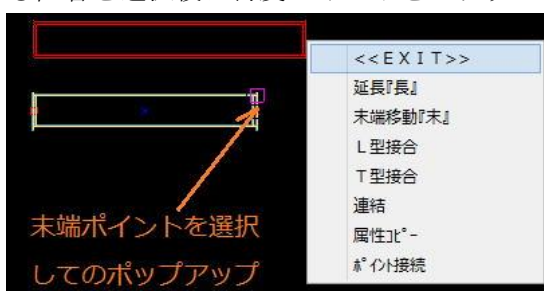 <<EXIT>>
延長『長』
末端移動『末』
L型接合
T型接合
連結
属性ｺﾋﾟｰ
ﾎﾟｲﾝﾄ接続
末端ポイントを選択
してのポップアップ